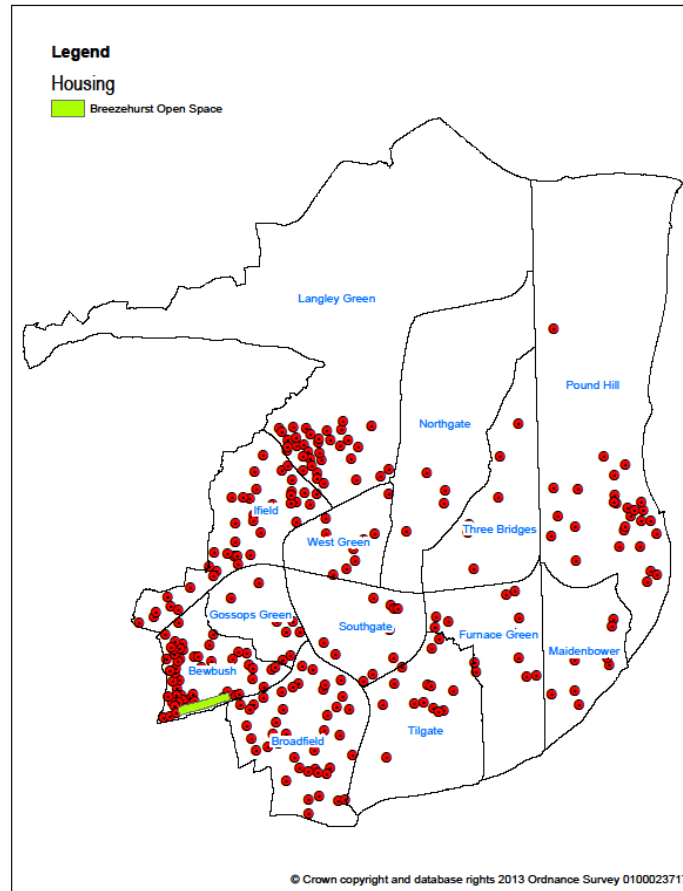 Legend
Housing
Breezehurst Open Space
Langley Green
Pound Hill
Northgate
Ifield
West Green
Three Bridges
Gossops Green
Southgate
Furnace Green
Maidenbower
Bewbush
Broadfield
Tilgate
© Crown copyright and database rights 2013 Ordnance Survey 0100023717